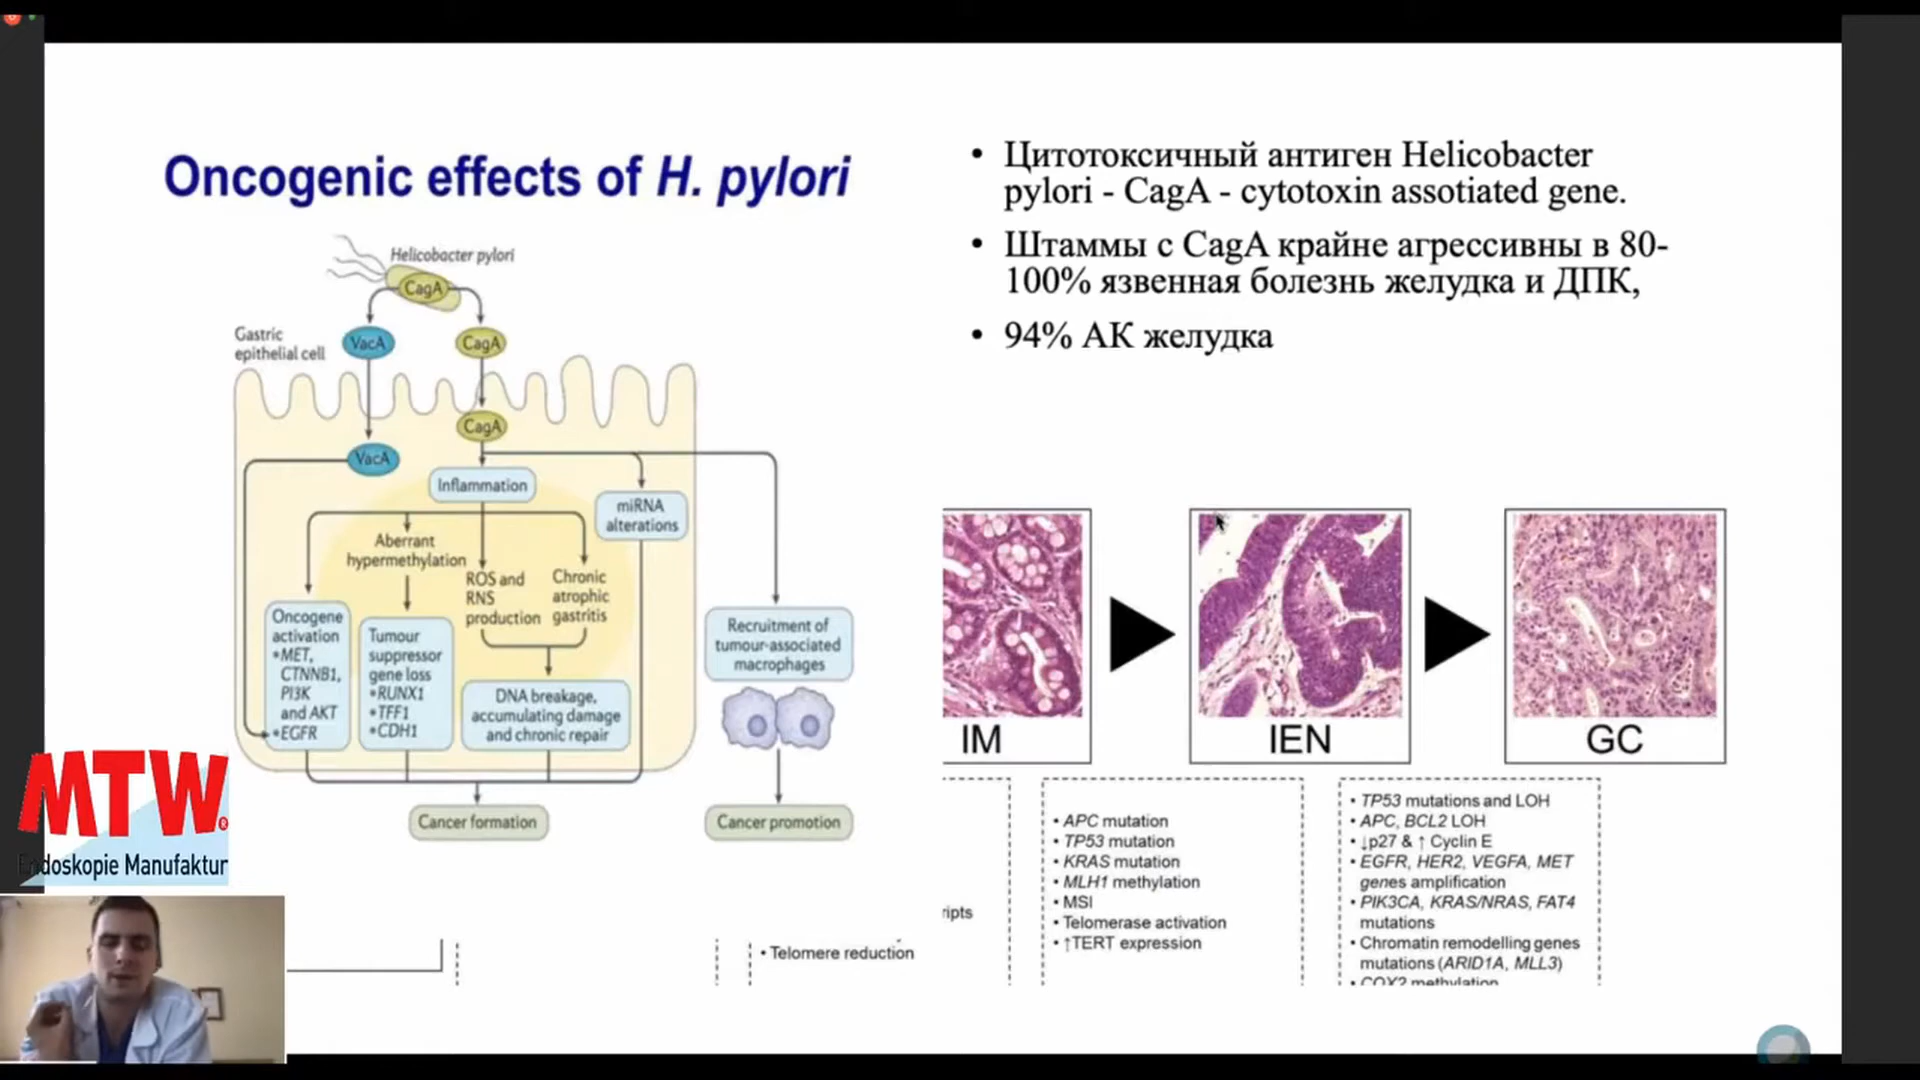 Oncogenic effects of H. pylori
Helicobacter pylori
CagA
Gastric
epithelial cell
VacA
CagA
CagA
VacA
Inflammation
miRNA
alterations
Aberrant
hypermethylation
ROS and
RNS
production
Chronic
atrophic
gastritis
Oncogene
activation
•MET,
CTNNB1,
PI3K
and AKT
•EGFR
Tumour
suppressor
gene loss
•RUNX1
•TFF1
•CDH1
DNA breakage,
accumulating damage
and chronic repair
Recruitment of
tumour-associated
macrophages
Cancer formation
Cancer promotion
• Цитотоксичный антиген Helicobacter
pylori - CagA - cytotoxin assotiated gene.
• Штаммы с CagA крайне агрессивны в 80-
100% язвенная болезнь желудка и ДПК,
• 94% АК желудка
IM
IEN
GC
ripts
• Telomere reduction
• APC mutation
• TP53 mutation
• KRAS mutation
• MLH1 methylation
• MSI
• Telomerase activation
• ↑TERT expression
• TP53 mutations and LOH
• APC, BCL2 LOH
• ↓p27 & ↑ Cyclin E
• EGFR, HER2, VEGFA, MET
genes amplification
• PIK3CA, KRAS/NRAS, FAT4
mutations
• Chromatin remodelling genes
mutations (ARID1A, MLL3)
• COX2 methylation
MTW®
Endoskopie Manufaktur